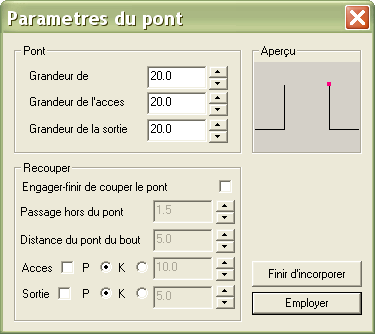 Parametres du pont
Pont
Grandeur de 20.0
Grandeur de l'acces 20.0
Grandeur de la sortie 20.0
Aperçu
Recouper
Engager-finir de couper le pont
Passage hors du pont 1.5
Distance du pont du bout 5.0
Acces P K 10.0
Sortie P K 5.0
Finir d'incorporer
Employer